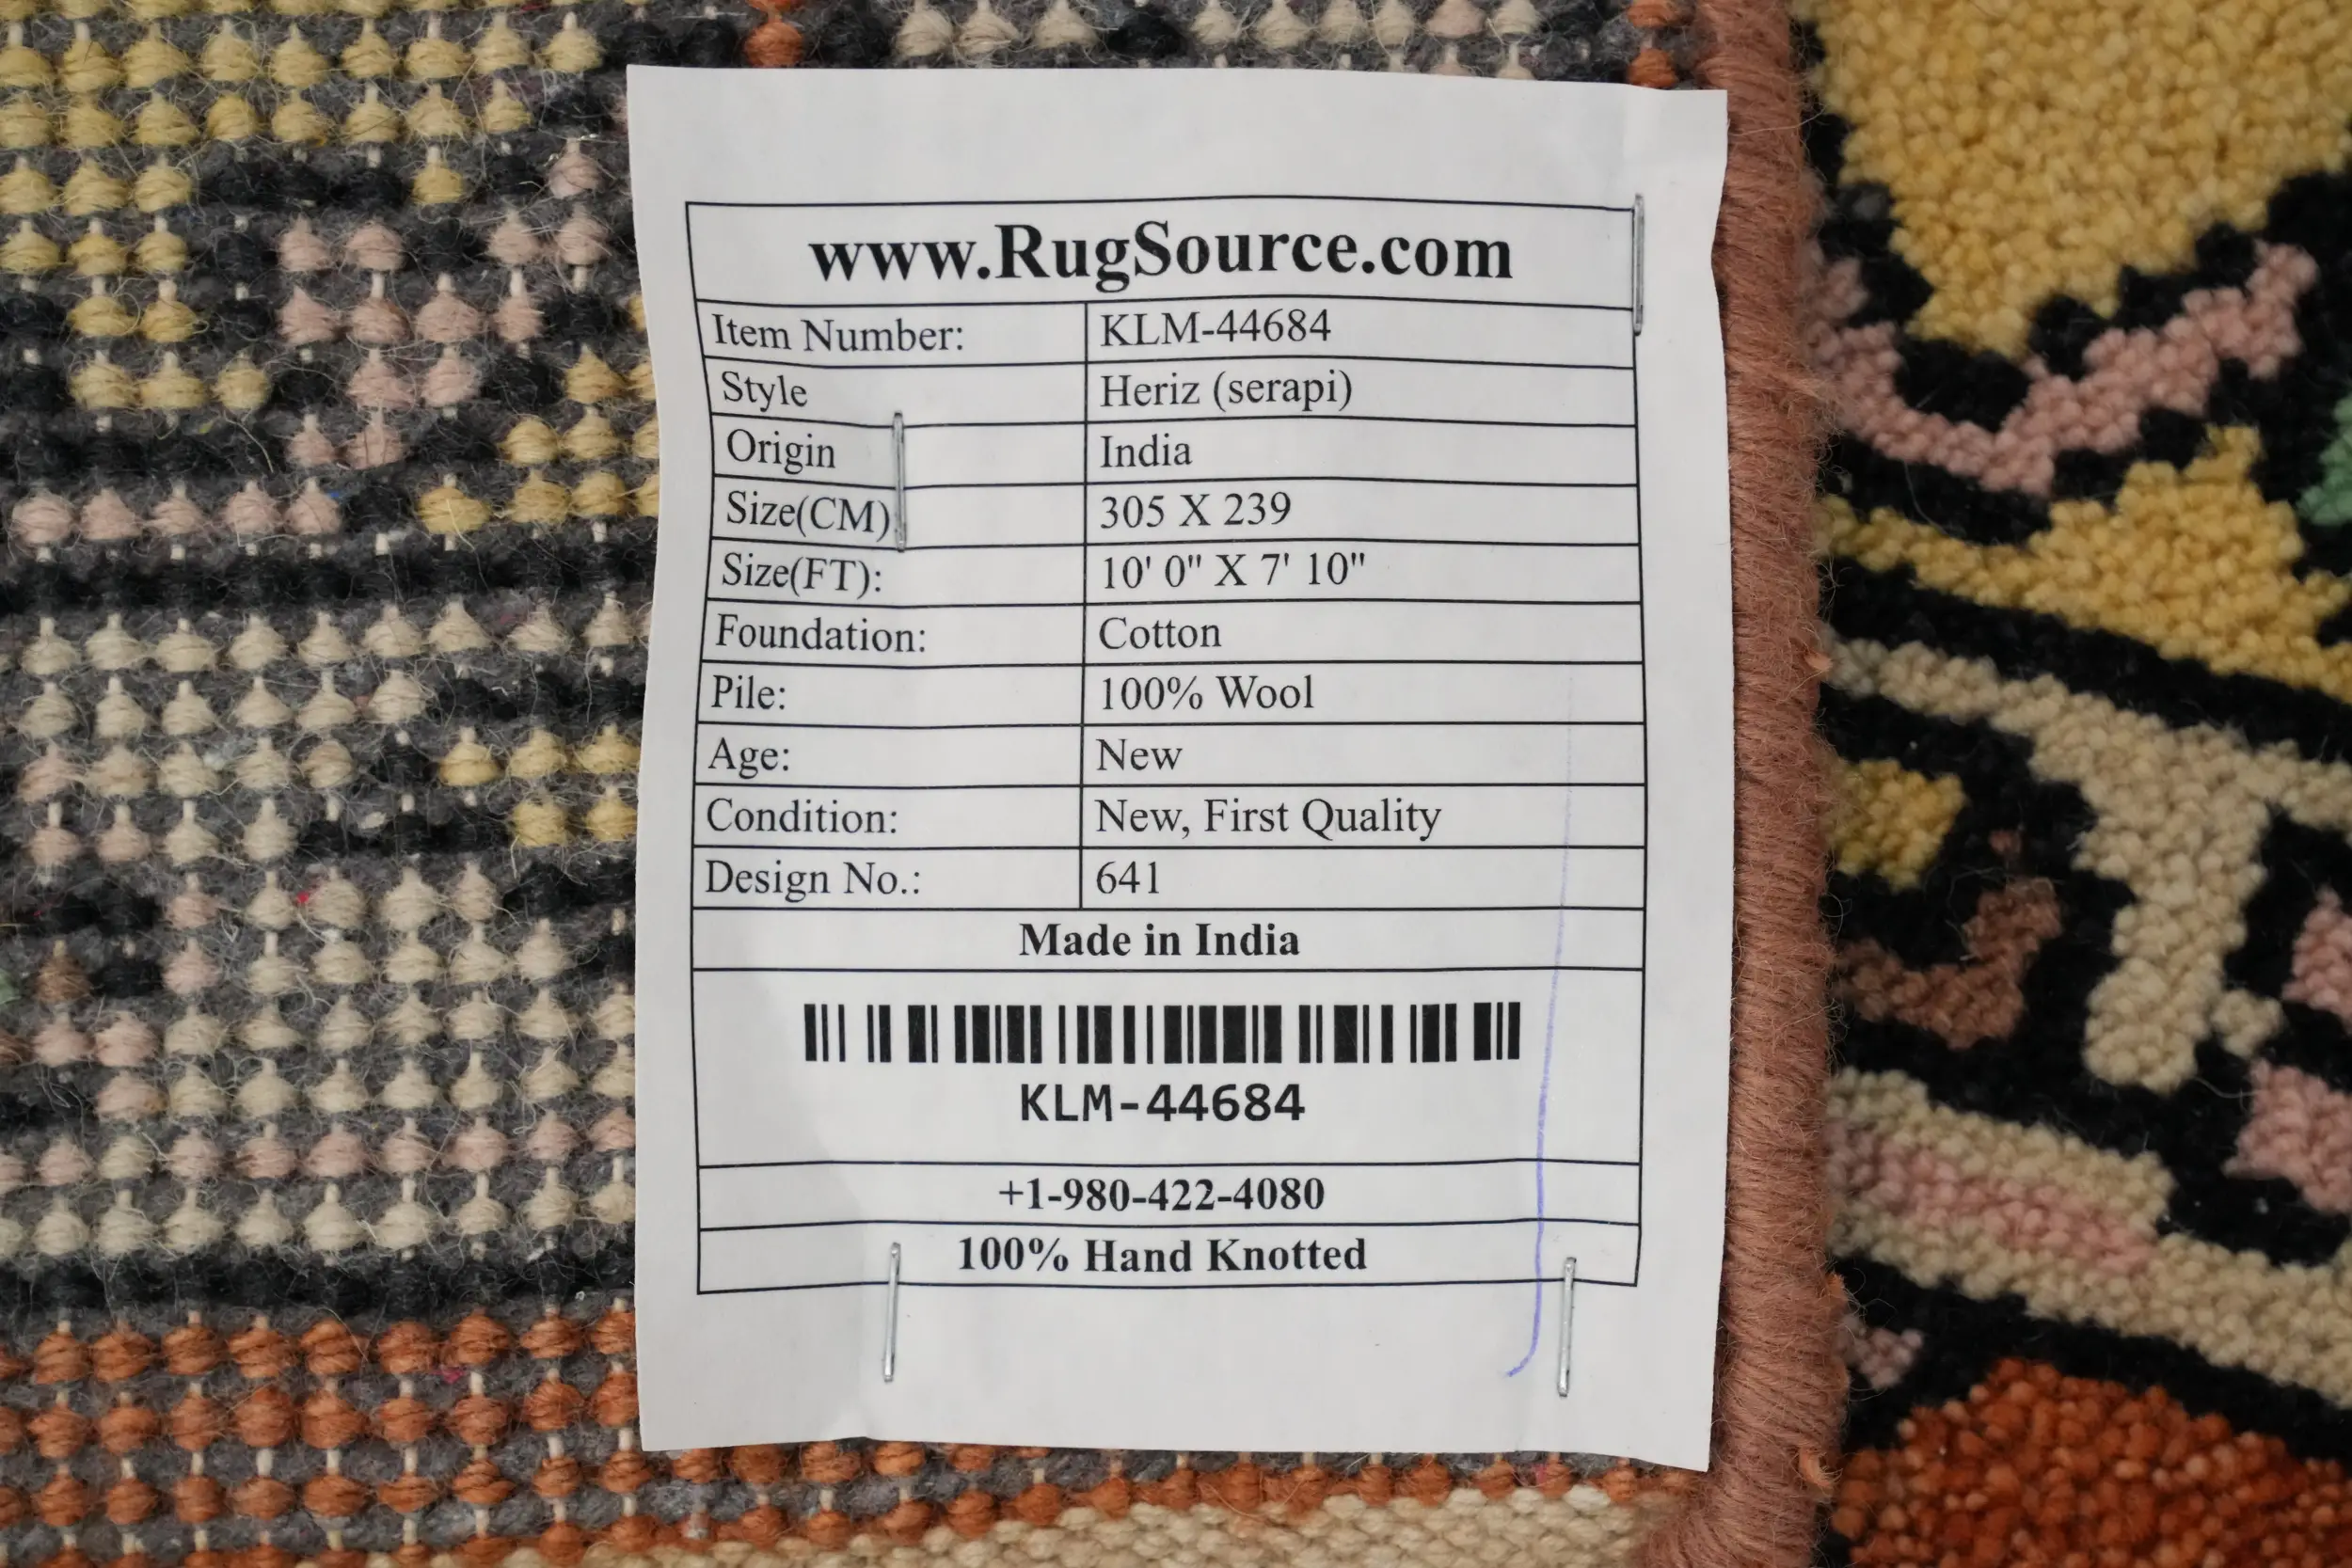 www.RugSource.com
Item Number: KLM-44684
Style Heriz (serapi)
Origin India
Size(CM) 305 X 239
Size(FT): 10' 0" X 7' 10"
Foundation: Cotton
Pile: 100% Wool
Age: New
Condition: New, First Quality
Design No.: 641
Made in India
KLM-44684
+1-980-422-4080
100% Hand Knotted